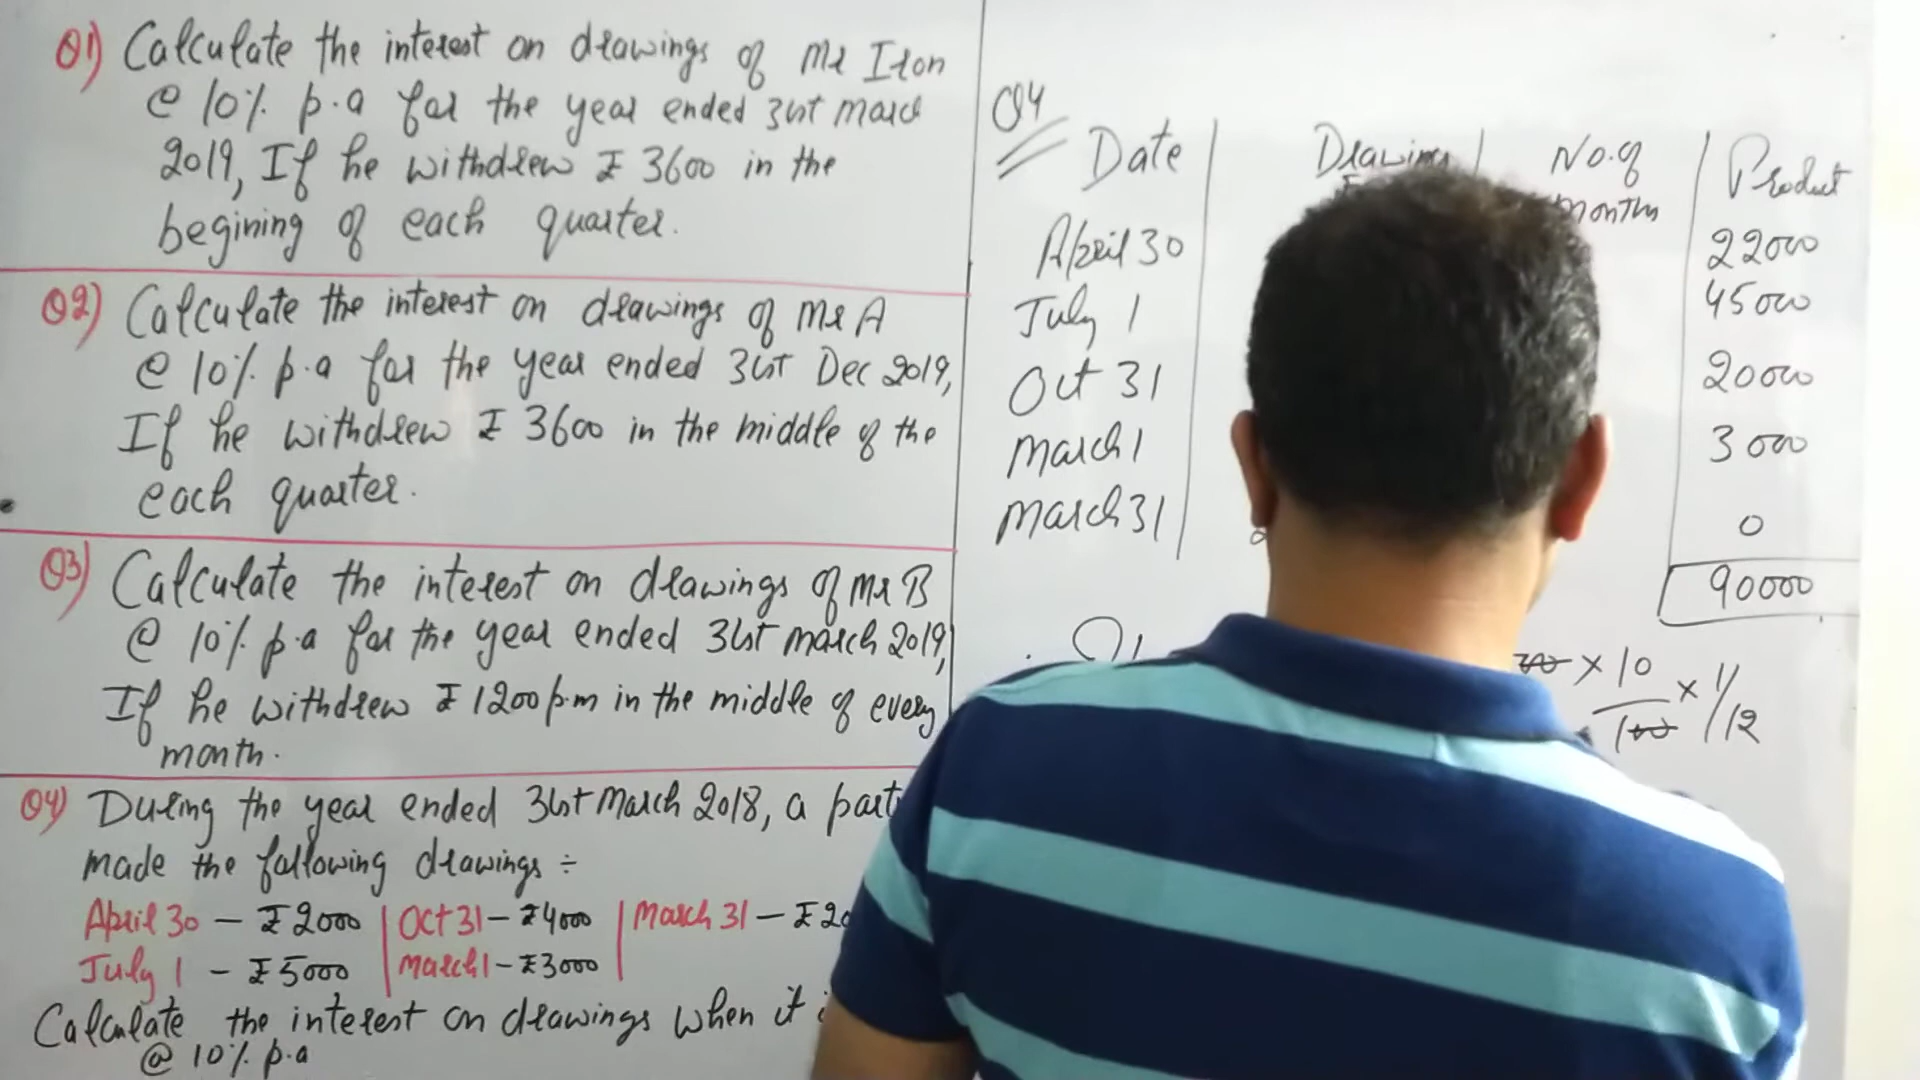 Q1) Calculate the interest on drawings of Mr Iron
@ 10% p.a for the year ended 31st march
2019, If he withdrew ₹ 3600 in the
begining of each quarter.
Q2) Calculate the interest on drawings of Mr A
@ 10% p.a for the year ended 31st Dec 2019,
If he withdrew ₹ 3600 in the middle of the
each quarter.
Q3) Calculate the interest on drawings of Mr B
@ 10% p.a for the year ended 31st march 2019,
If he withdrew ₹ 1200 p.m in the middle of every
month.
Q4) During the year ended 31st March 2018, a part
made the following drawings ÷
April 30 – ₹2000 | Oct 31 – ₹4000 | March 31 – ₹20
July 1 – ₹5000 | March 1 – ₹3000
Calculate the interest on drawings when it i
@ 10% p.a
Q4
Date | Drawing | No. of months | Product
April 30 22000
July 1 45000
Oct 31 20000
March 1 3000
March 31 0
90000
× 10/100 × 1/12